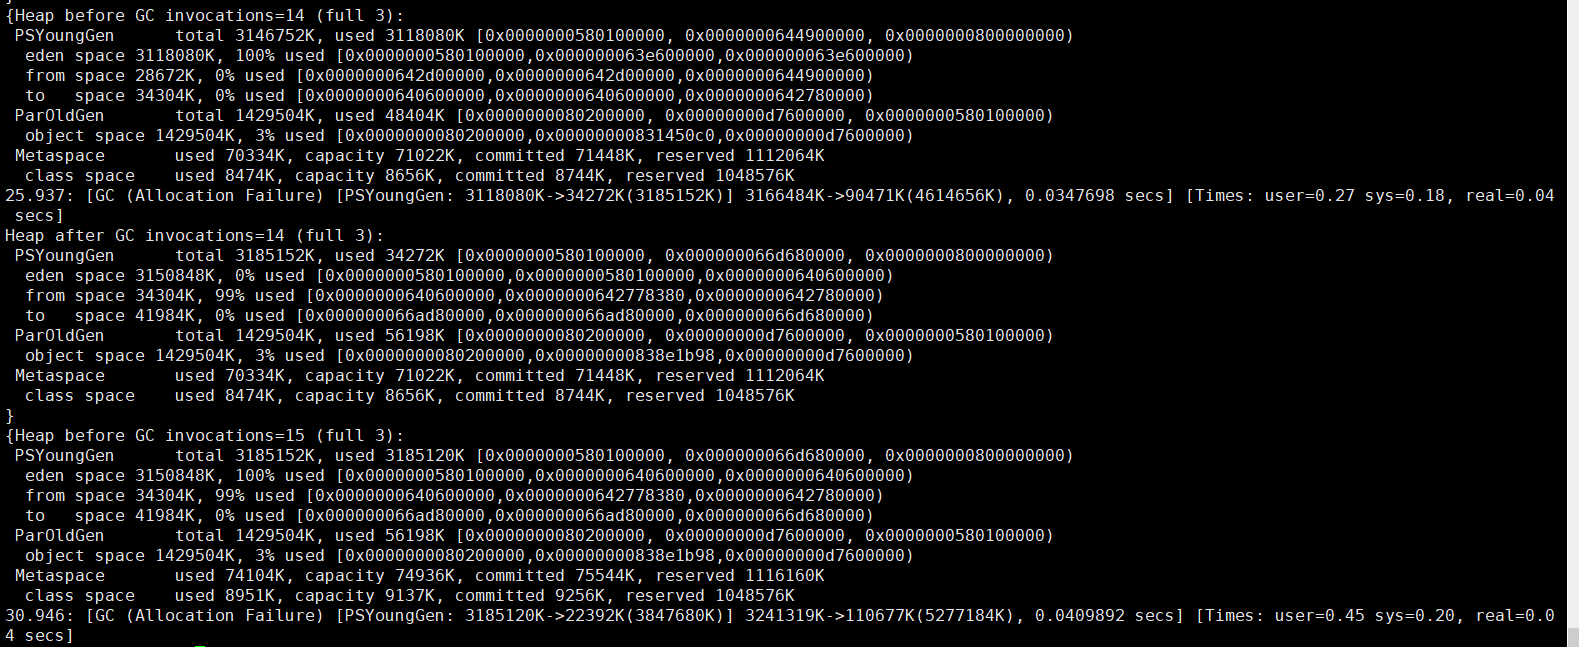 {Heap before GC invocations=14 (full 3):
 PSYoungGen      total 3146752K, used 3118080K [0x0000000580100000, 0x0000000644900000, 0x0000000800000000)
  eden space 3118080K, 100% used [0x0000000580100000,0x000000063e600000,0x000000063e600000)
  from space 28672K, 0% used [0x0000000642d00000,0x0000000642d00000,0x0000000644900000)
  to   space 34304K, 0% used [0x0000000640600000,0x0000000640600000,0x0000000642780000)
 ParOldGen       total 1429504K, used 48404K [0x0000000080200000, 0x00000000d7600000, 0x0000000580100000)
  object space 1429504K, 3% used [0x0000000080200000,0x00000000831450c0,0x00000000d7600000)
 Metaspace       used 70334K, capacity 71022K, committed 71448K, reserved 1112064K
  class space    used 8474K, capacity 8656K, committed 8744K, reserved 1048576K
25.937: [GC (Allocation Failure) [PSYoungGen: 3118080K->34272K(3185152K)] 3166484K->90471K(4614656K), 0.0347698 secs] [Times: user=0.27 sys=0.18, real=0.04
 secs]
Heap after GC invocations=14 (full 3):
 PSYoungGen      total 3185152K, used 34272K [0x0000000580100000, 0x000000066d680000, 0x0000000800000000)
  eden space 3150848K, 0% used [0x0000000580100000,0x0000000580100000,0x0000000640600000)
  from space 34304K, 99% used [0x0000000640600000,0x0000000642778380,0x0000000642780000)
  to   space 41984K, 0% used [0x000000066ad80000,0x000000066ad80000,0x000000066d680000)
 ParOldGen       total 1429504K, used 56198K [0x0000000080200000, 0x00000000d7600000, 0x0000000580100000)
  object space 1429504K, 3% used [0x0000000080200000,0x00000000838e1b98,0x00000000d7600000)
 Metaspace       used 70334K, capacity 71022K, committed 71448K, reserved 1112064K
  class space    used 8474K, capacity 8656K, committed 8744K, reserved 1048576K
}
{Heap before GC invocations=15 (full 3):
 PSYoungGen      total 3185152K, used 3185120K [0x0000000580100000, 0x000000066d680000, 0x0000000800000000)
  eden space 3150848K, 100% used [0x0000000580100000,0x0000000640600000,0x0000000640600000)
  from space 34304K, 99% used [0x0000000640600000,0x0000000642778380,0x0000000642780000)
  to   space 41984K, 0% used [0x000000066ad80000,0x000000066ad80000,0x000000066d680000)
 ParOldGen       total 1429504K, used 56198K [0x0000000080200000, 0x00000000d7600000, 0x0000000580100000)
  object space 1429504K, 3% used [0x0000000080200000,0x00000000838e1b98,0x00000000d7600000)
 Metaspace       used 74104K, capacity 74936K, committed 75544K, reserved 1116160K
  class space    used 8951K, capacity 9137K, committed 9256K, reserved 1048576K
30.946: [GC (Allocation Failure) [PSYoungGen: 3185120K->22392K(3847680K)] 3241319K->110677K(5277184K), 0.0409892 secs] [Times: user=0.45 sys=0.20, real=0.0
4 secs]